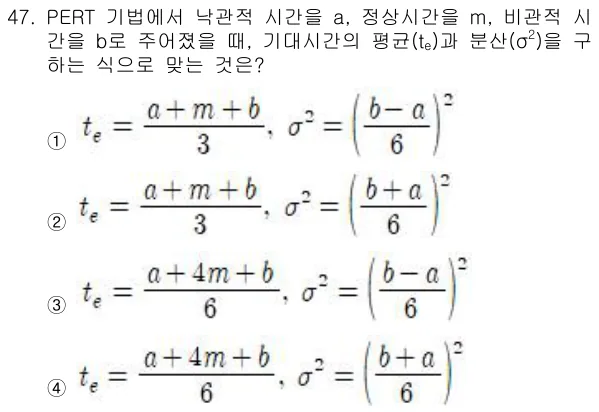 47. PERT 기법에서 낙관적 시간을 a, 정상시간을 m, 비관적 시
간을 b로 주어졌을 때, 기대시간의 평균(tₑ)과 분산(σ²)을 구
하는 식으로 맞는 것은?
① tₑ = (a+m+b)/3, σ² = ((b-a)/6)²
② tₑ = (a+m+b)/3, σ² = ((b+a)/6)²
③ tₑ = (a+4m+b)/6, σ² = ((b-a)/6)²
④ tₑ = (a+4m+b)/6, σ² = ((b+a)/6)²